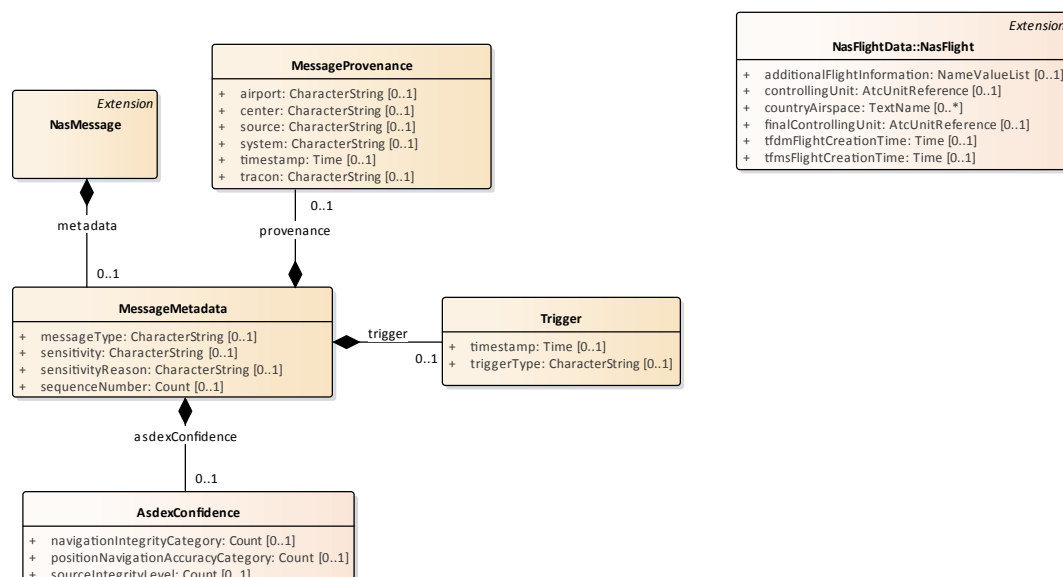 Extension
NasMessage
MessageProvenance
+ airport: CharacterString [0..1]
+ center: CharacterString [0..1]
+ source: CharacterString [0..1]
+ system: CharacterString [0..1]
+ timestamp: Time [0..1]
+ tracon: CharacterString [0..1]
Extension
NasFlightData::NasFlight
+ additionalFlightInformation: NameValueList [0..1]
+ controllingUnit: AtcUnitReference [0..1]
+ countryAirspace: TextName [0..*]
+ finalControllingUnit: AtcUnitReference [0..1]
+ tfdmFlightCreationTime: Time [0..1]
+ tfmsFlightCreationTime: Time [0..1]
metadata
0..1
0..1
provenance
MessageMetadata
+ messageType: CharacterString [0..1]
+ sensitivity: CharacterString [0..1]
+ sensitivityReason: CharacterString [0..1]
+ sequenceNumber: Count [0..1]
trigger
0..1
Trigger
+ timestamp: Time [0..1]
+ triggerType: CharacterString [0..1]
asdexConfidence
0..1
AsdexConfidence
+ navigationIntegrityCategory: Count [0..1]
+ positionNavigationAccuracyCategory: Count [0..1]
+ sourceIntegrityLevel: Count [0..1]